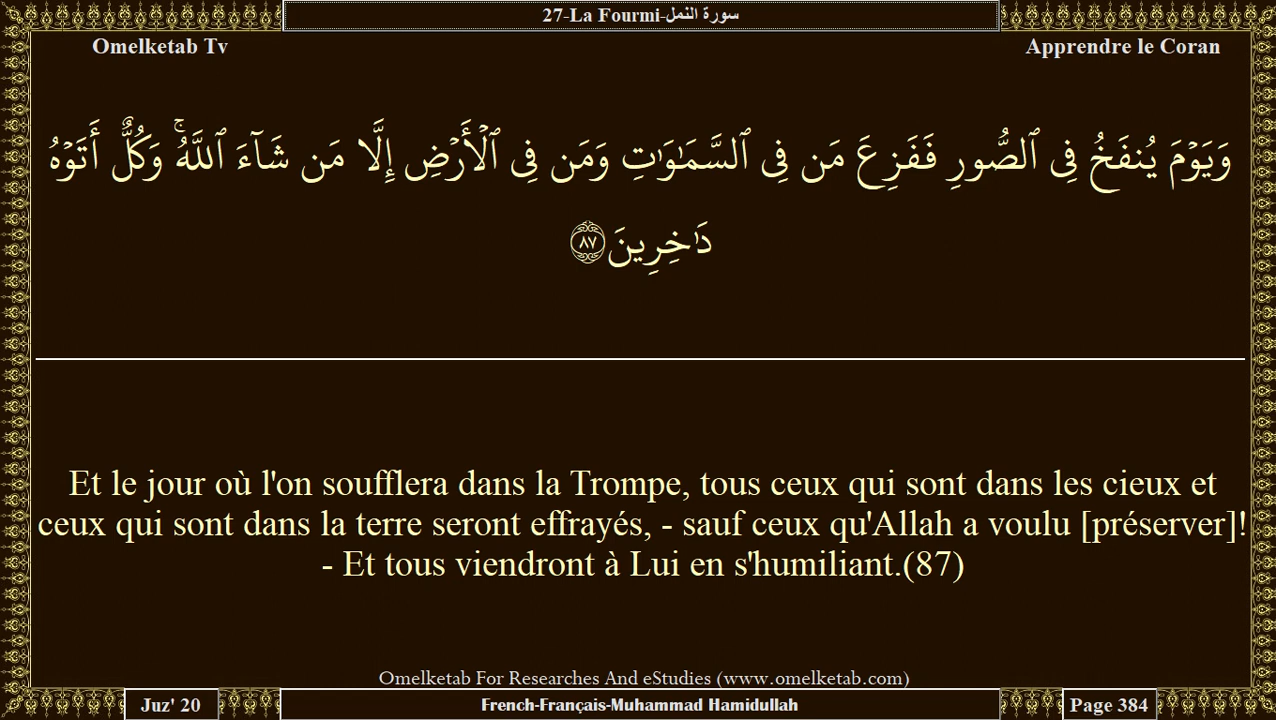 27-La Fourmi-سورة النمل
Omelketab Tv
Apprendre le Coran
وَيَوۡمَ يُنفَخُ فِي ٱلصُّورِ فَفَزِعَ مَن فِي ٱلسَّمَٰوَٰتِ وَمَن فِي ٱلۡأَرۡضِ إِلَّا مَن شَآءَ ٱللَّهُۚ وَكُلٌّ أَتَوۡهُ
دَٰخِرِينَ ٨٧
Et le jour où l'on soufflera dans la Trompe, tous ceux qui sont dans les cieux et
ceux qui sont dans la terre seront effrayés, - sauf ceux qu'Allah a voulu [préserver]!
- Et tous viendront à Lui en s'humiliant.(87)
Omelketab For Researches And eStudies (www.omelketab.com)
Juz' 20
French-Français-Muhammad Hamidullah
Page 384